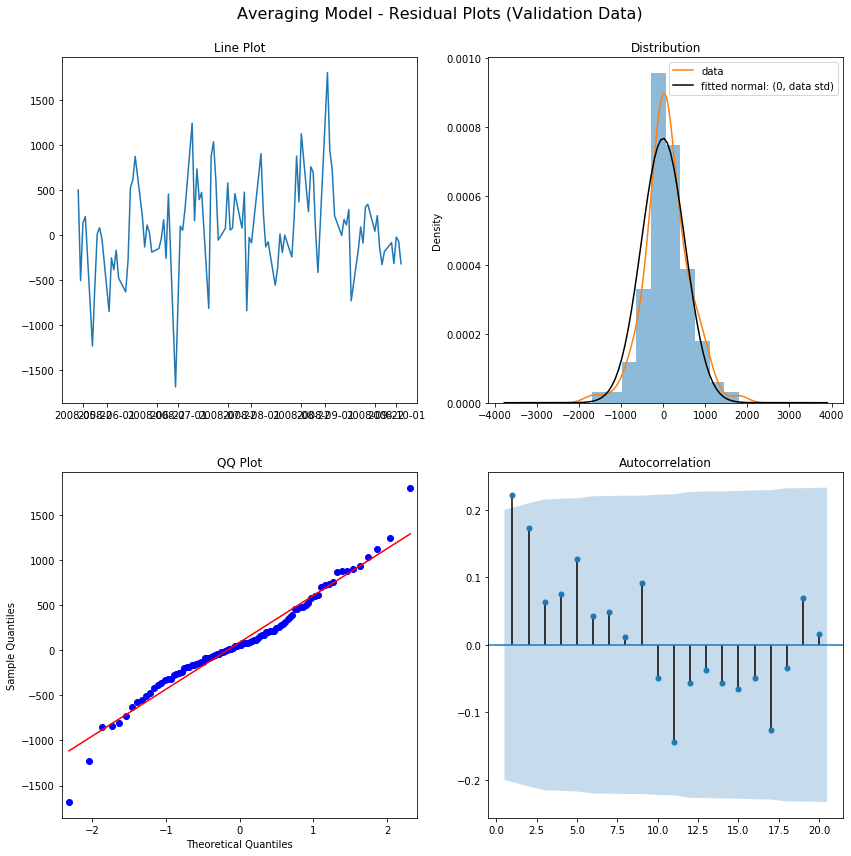 Averaging Model - Residual Plots (Validation Data)
Line Plot
1500
1000
500
0
−500
−1000
−1500
Distribution
data
fitted normal: (0, data std)
Density
0.0010
0.0008
0.0006
0.0004
0.0002
0.0000
−4000 −3000 −2000 −1000 0 1000 2000 3000 4000
QQ Plot
Sample Quantiles
1500
1000
500
0
−500
−1000
−1500
−2 −1 0 1 2
Theoretical Quantiles
Autocorrelation
0.2
0.1
0.0
−0.1
−0.2
0.0 2.5 5.0 7.5 10.0 12.5 15.0 17.5 20.0